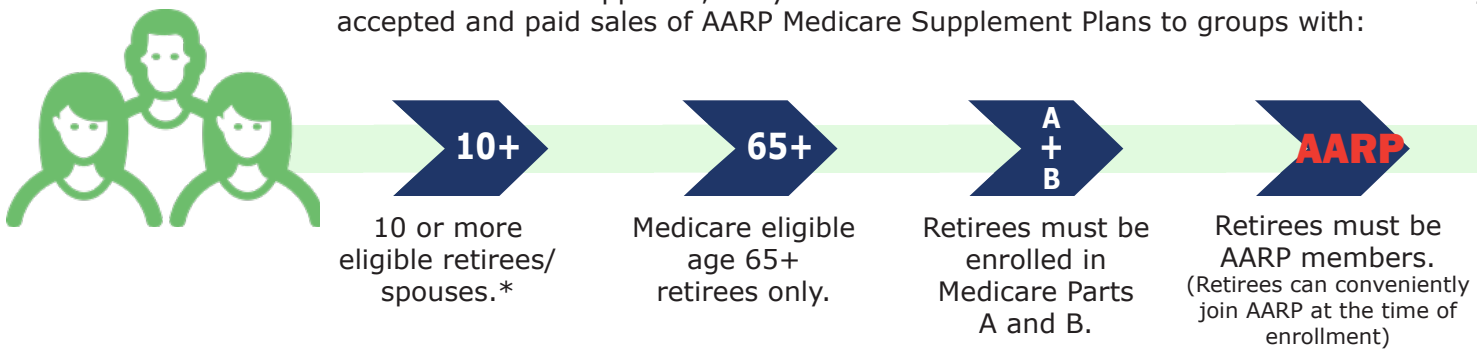 accepted and paid sales of AARP Medicare Supplement Plans to groups with:
10+
10 or more
eligible retirees/
spouses.*
65+
Medicare eligible
age 65+
retirees only.
A
+
B
Retirees must be
enrolled in
Medicare Parts
A and B.
AARP
Retirees must be
AARP members.
(Retirees can conveniently
join AARP at the time of
enrollment)